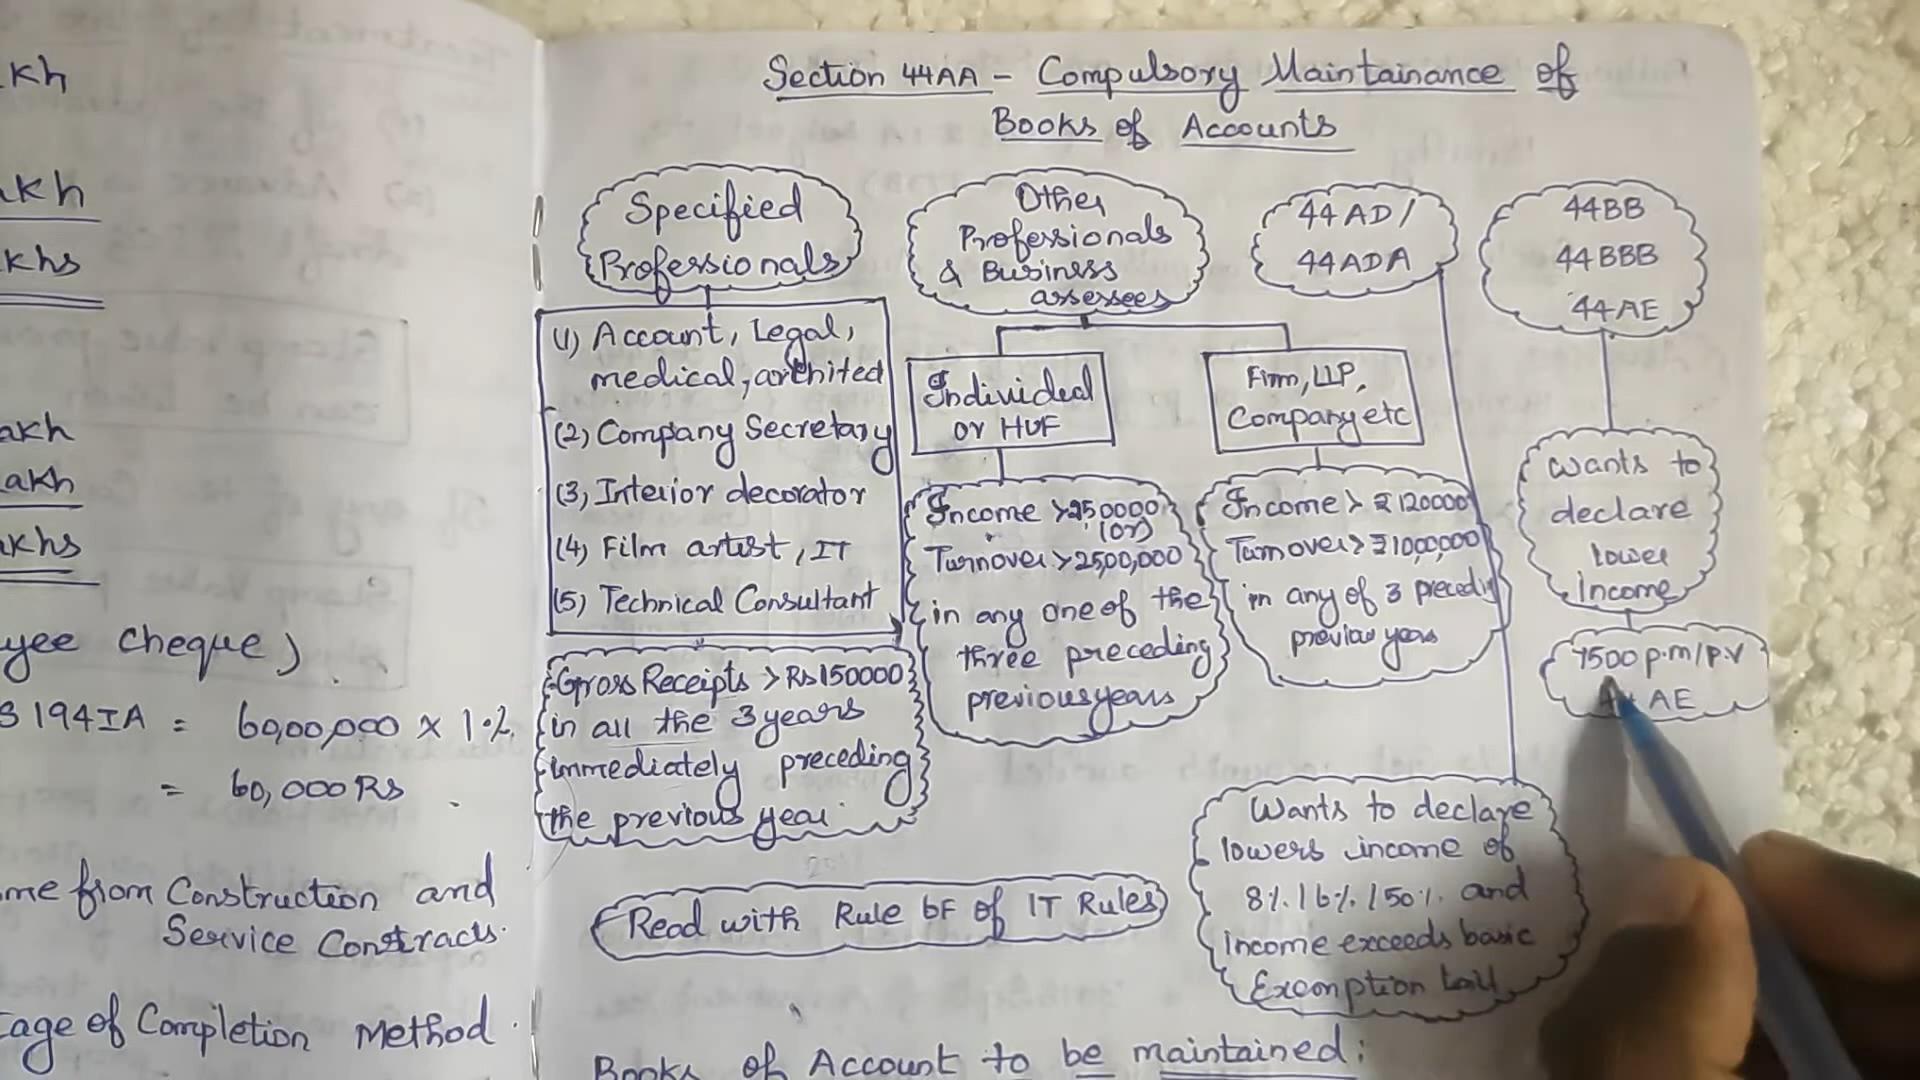 kh
akh
khs
akh
akh
akhs
yee cheque)
S 194IA = 60,00,000 × 1%
= 60,000 Rs
me from Construction and
Service Contracts.
tage of Completion Method.
Section 44AA - Compulsory Maintainance of
Books of Accounts
Specified
Professionals
(1) Account, Legal,
medical, architect
(2) Company Secretary
(3) Interior decorator
(4) Film artist, IT
(5) Technical Consultant
Gross Receipts > Rs 150000
in all the 3 years
immediately preceding
the previous year.
Other
Professionals
& Business
assessees
Individual
or HUF
Income > 250000
(or)
Turnover > 2500,000
in any one of the
three preceding
previous years
Firm, LLP,
Company etc
Income > ₹ 120000
Turnover > ₹ 1000,000
in any of 3 precedi
previous years
44AD /
44ADA
Wants to declare
lowers income of
8% / 6% / 50% and
income exceeds basic
Exemption
44BB
44BBB
44AE
Wants to
declare
lower
Income
7500 p.m/p.v
AE
Read with Rule 6F of IT Rules
Books of Account to be maintained: